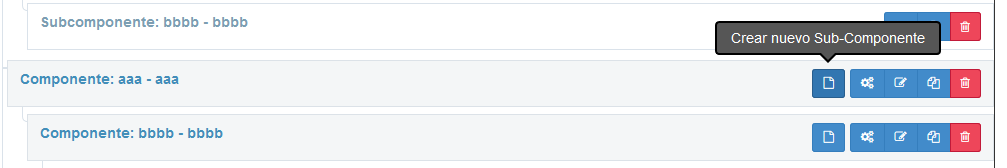 Subcomponente: bbbb - bbbb
Crear nuevo Sub-Componente
Componente: aaa - aaa
Componente: bbbb - bbbb